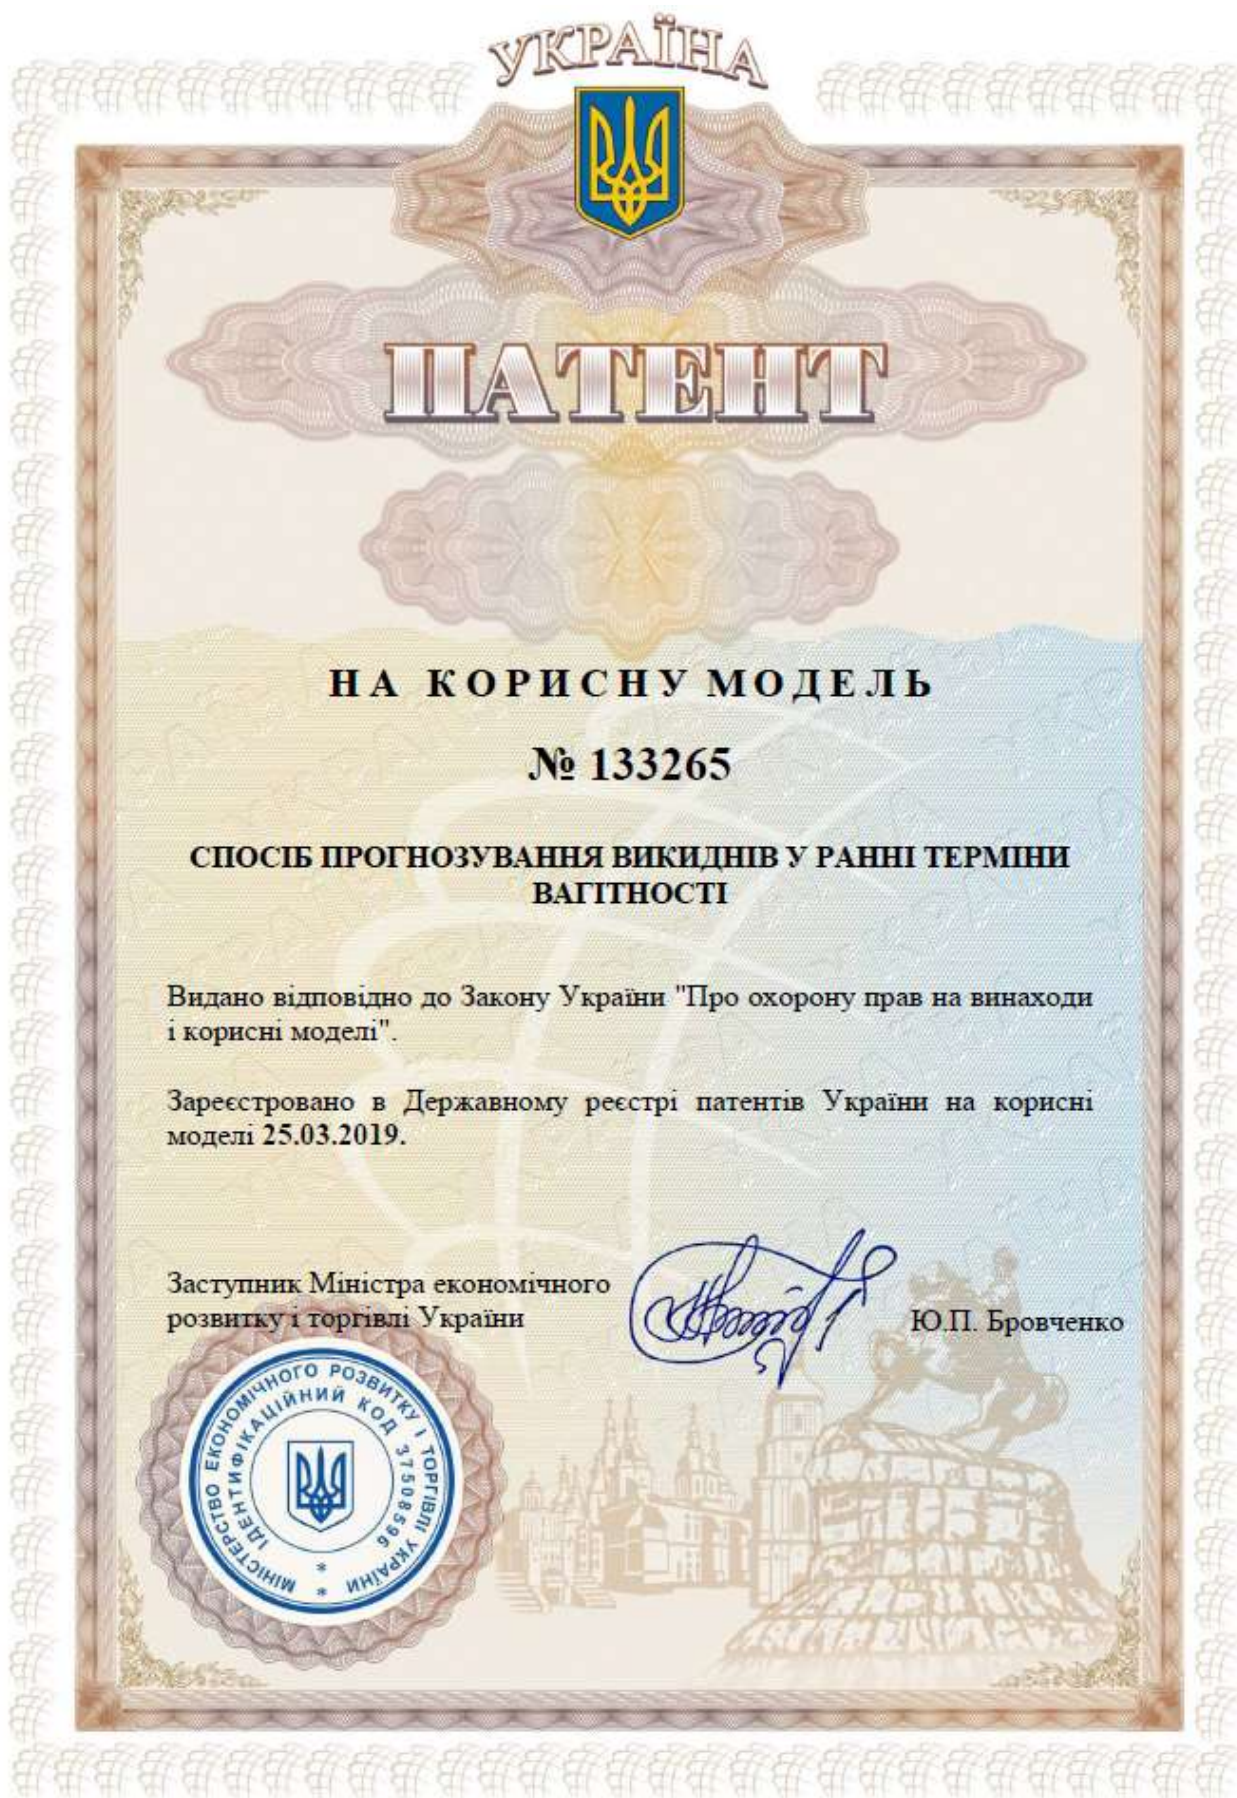 УКРАЇНА
ПАТЕНТ
НА КОРИСНУ МОДЕЛЬ
№ 133265
СПОСІБ ПРОГНОЗУВАННЯ ВИКИДНІВ У РАННІ ТЕРМІНИ
ВАГІТНОСТІ
Видано відповідно до Закону України "Про охорону прав на винаходи
і корисні моделі".
Зареєстровано в Державному реєстрі патентів України на корисні
моделі 25.03.2019.
Заступник Міністра економічного
розвитку і торгівлі України
Ю.П. Бровченко
МІНІСТЕРСТВО ЕКОНОМІЧНОГО РОЗВИТКУ І ТОРГІВЛІ УКРАЇНИ
ІДЕНТИФІКАЦІЙНИЙ КОД 37508596